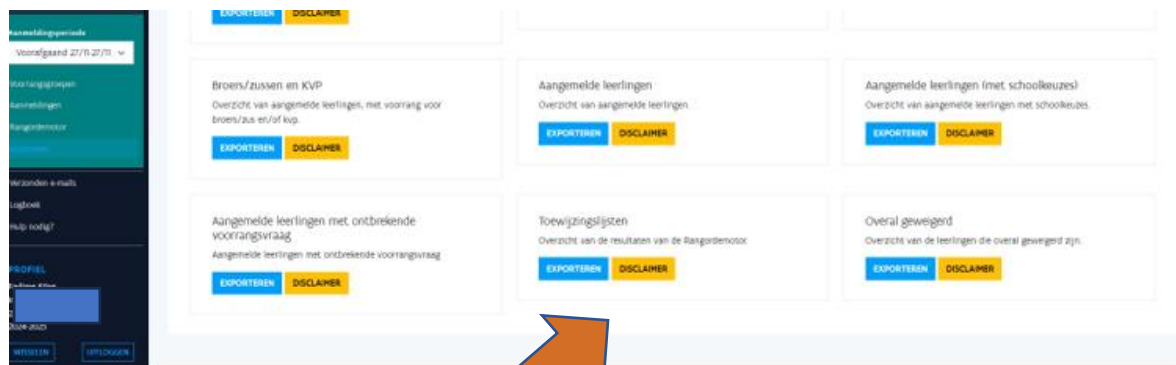 EXPORTEREN DISCLAIMER
Aanmeldingsperiode
Voorafgaand 27/11-27/11
Voorrangsgroepen
Aanmeldingen
Rangordemotor
Verzonden e-mails
Logboek
Hulp nodig?
PROFIEL
2024-2025
WISSELEN UITLOGGEN
Broers/zussen en KVP
Overzicht van aangemelde leerlingen, met voorrang voor
broers/zus en/of kvp.
EXPORTEREN DISCLAIMER
Aangemelde leerlingen
Overzicht van aangemelde leerlingen.
EXPORTEREN DISCLAIMER
Aangemelde leerlingen (met schoolkeuzes)
Overzicht van aangemelde leerlingen met schoolkeuzes.
EXPORTEREN DISCLAIMER
Aangemelde leerlingen met ontbrekende
voorrangsvraag
Aangemelde leerlingen met ontbrekende voorrangsvraag
EXPORTEREN DISCLAIMER
Toewijzingslijsten
Overzicht van de resultaten van de Rangordemotor
EXPORTEREN DISCLAIMER
Overal geweigerd
Overzicht van de leerlingen die overal geweigerd zijn.
EXPORTEREN DISCLAIMER